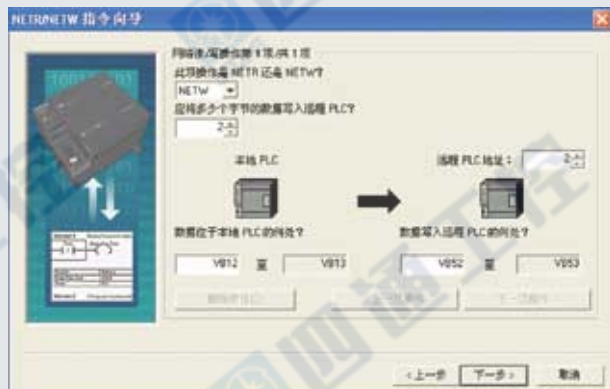 NETR/NETW 指令向导
网络读/写操作第 1 项/共 1 项
此项操作是 NETR 还是 NETW?
NETW
应将多少个字节的数据写入远程 PLC?
2
本地 PLC
远程 PLC 地址： 2
数据位于本地 PLC 的何处?
数据写入远程 PLC 的何处?
VB12 至 VB13
VB52 至 VB53
<上一步 下一步> 取消
四通工控